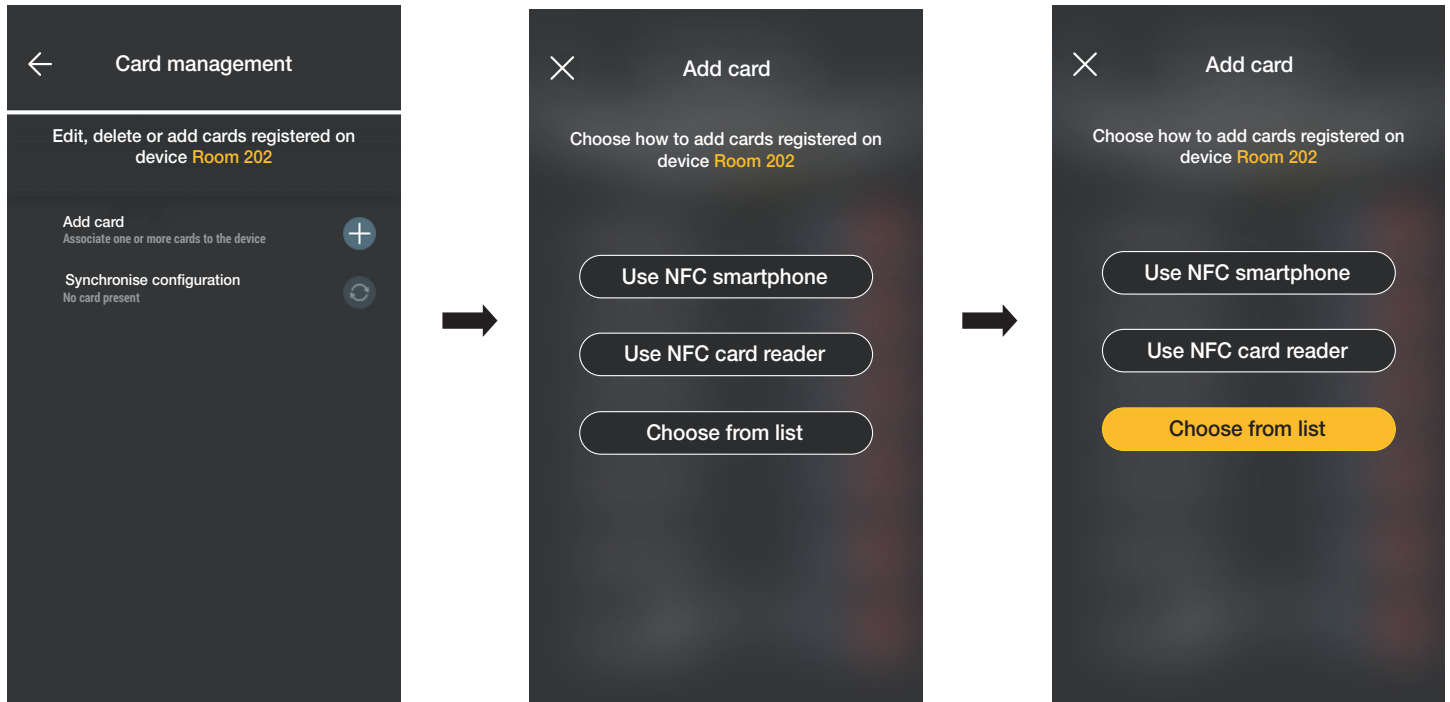 Card management
Edit, delete or add cards registered on
device Room 202
Add card
Associate one or more cards to the device
Synchronise configuration
No card present
Add card
Choose how to add cards registered on
device Room 202
Use NFC smartphone
Use NFC card reader
Choose from list
Add card
Choose how to add cards registered on
device Room 202
Use NFC smartphone
Use NFC card reader
Choose from list